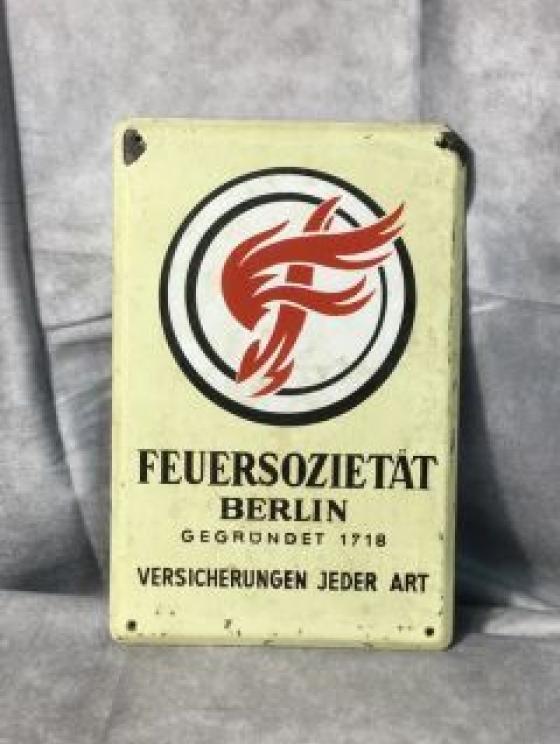 FEUERSOZIETÄT
BERLIN
GEGRÜNDET 1718
VERSICHERUNGEN JEDER ART